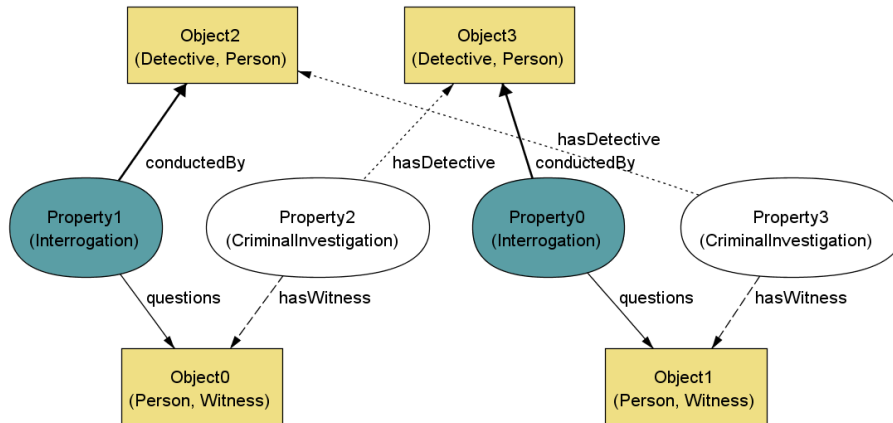 Object2
(Detective, Person)
Object3
(Detective, Person)
hasDetective
conductedBy
hasDetective
conductedBy
Property1
(Interrogation)
Property2
(CriminalInvestigation)
Property0
(Interrogation)
Property3
(CriminalInvestigation)
questions
hasWitness
questions
hasWitness
Object0
(Person, Witness)
Object1
(Person, Witness)